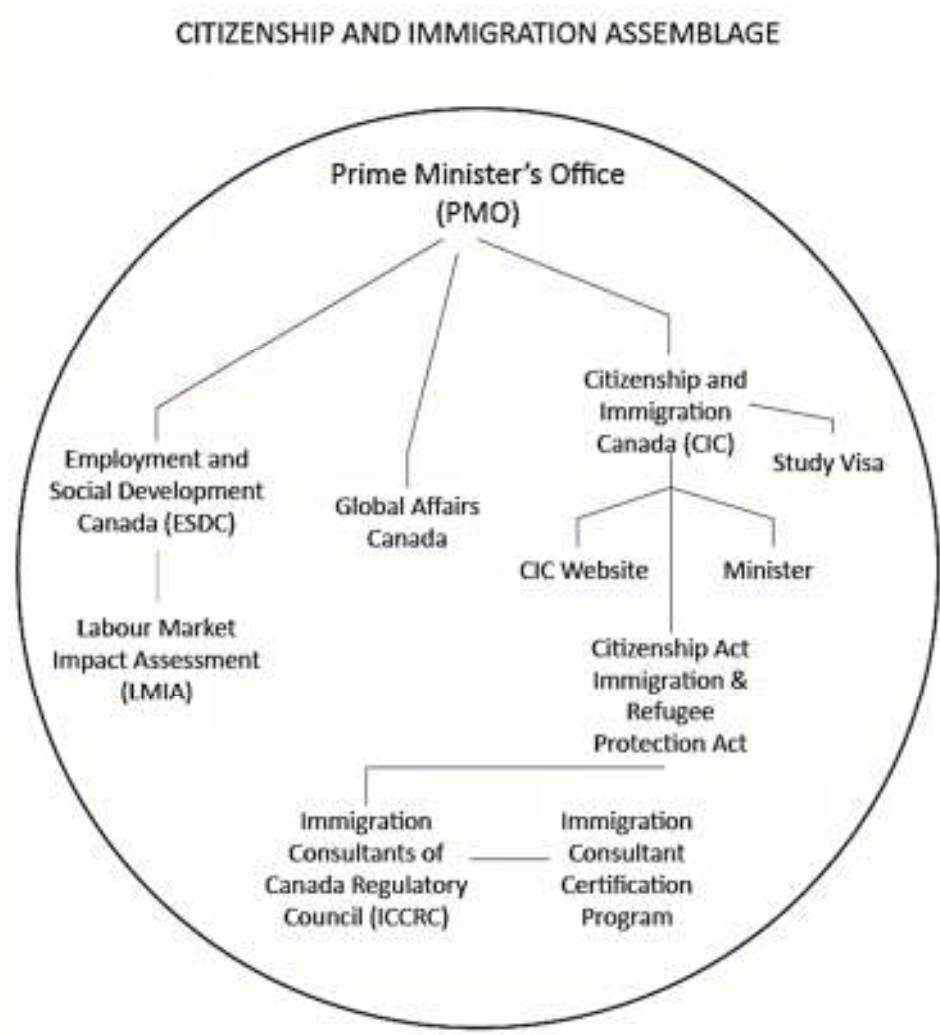 CITIZENSHIP AND IMMIGRATION ASSEMBLAGE
Prime Minister's Office
(PMO)
Employment and
Social Development
Canada (ESDC)
Labour Market
Impact Assessment
(LMIA)
Global Affairs
Canada
Citizenship and
Immigration
Canada (CIC)
Study Visa
CIC Website
Minister
Citizenship Act
Immigration &
Refugee
Protection Act
Immigration
Consultants of
Canada Regulatory
Council (ICCRC)
Immigration
Consultant
Certification
Program